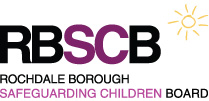 RBSCB
ROCHDALE BOROUGH
SAFEGUARDING CHILDREN BOARD